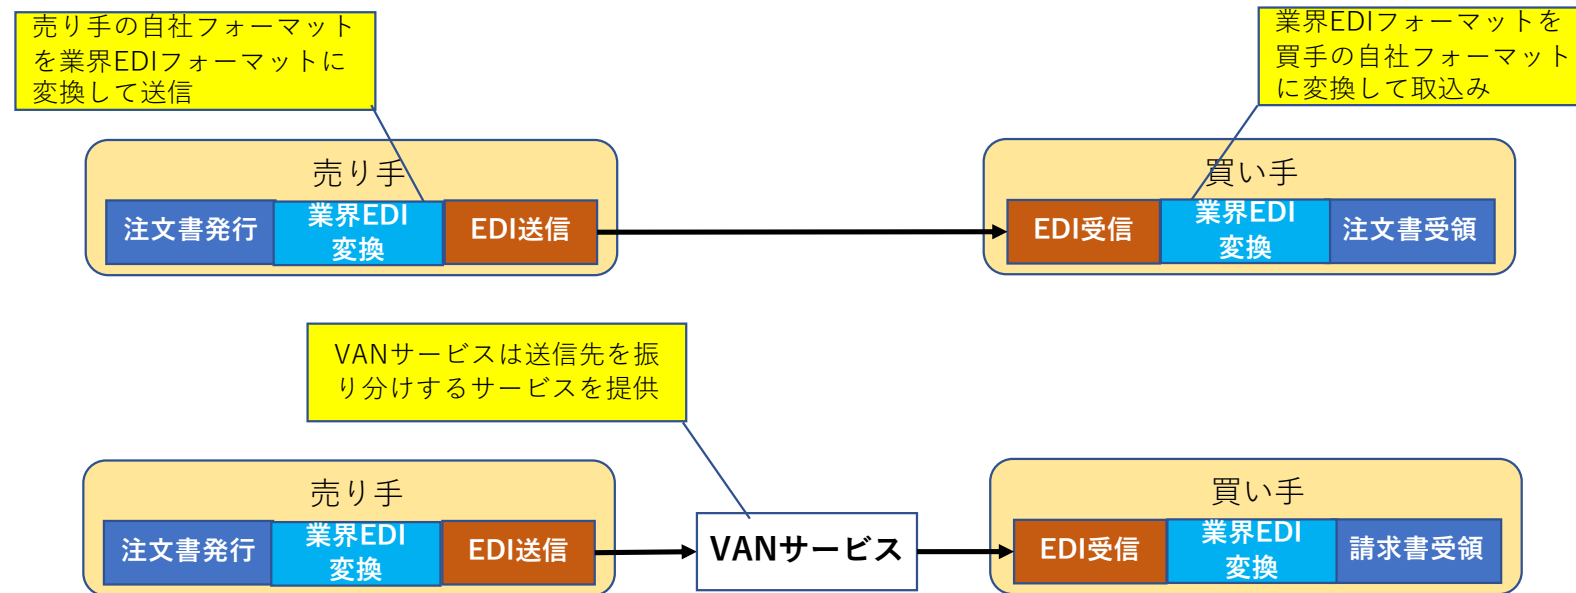 売り手の自社フォーマット
を業界EDIフォーマットに
変換して送信
業界EDIフォーマットを
買手の自社フォーマット
に変換して取込み
売り手
注文書発行
業界EDI
変換
EDI送信
買い手
EDI受信
業界EDI
変換
注文書受領
VANサービスは送信先を振
り分けするサービスを提供
売り手
注文書発行
業界EDI
変換
EDI送信
VANサービス
買い手
EDI受信
業界EDI
変換
請求書受領